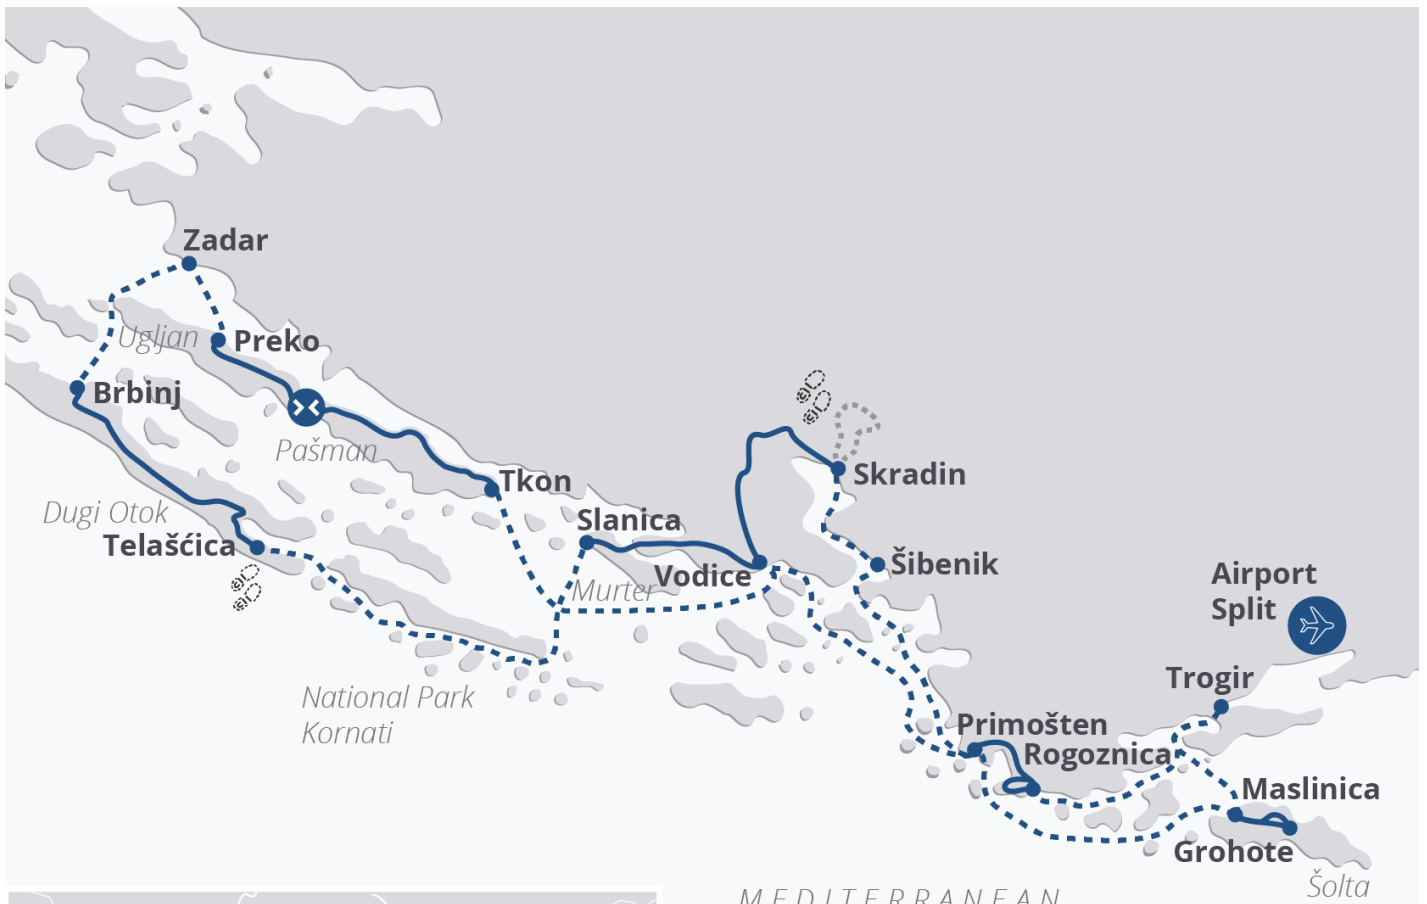 Zadar
Ugljan
Preko
Brbinj
Pašman
Tkon
Skradin
Dugi Otok
Slanica
Telašćica
Vodice
Murter
Šibenik
Airport
Split
Trogir
National Park
Kornati
Primošten
Rogoznica
Maslinica
Grohote
Šolta
MEDITERRANEAN